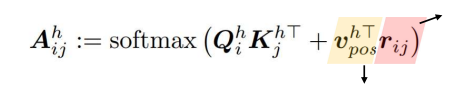 A^h_{ij} := softmax (Q^h_i K^{h⊤}_j + v^{h⊤}_{pos} r_{ij})